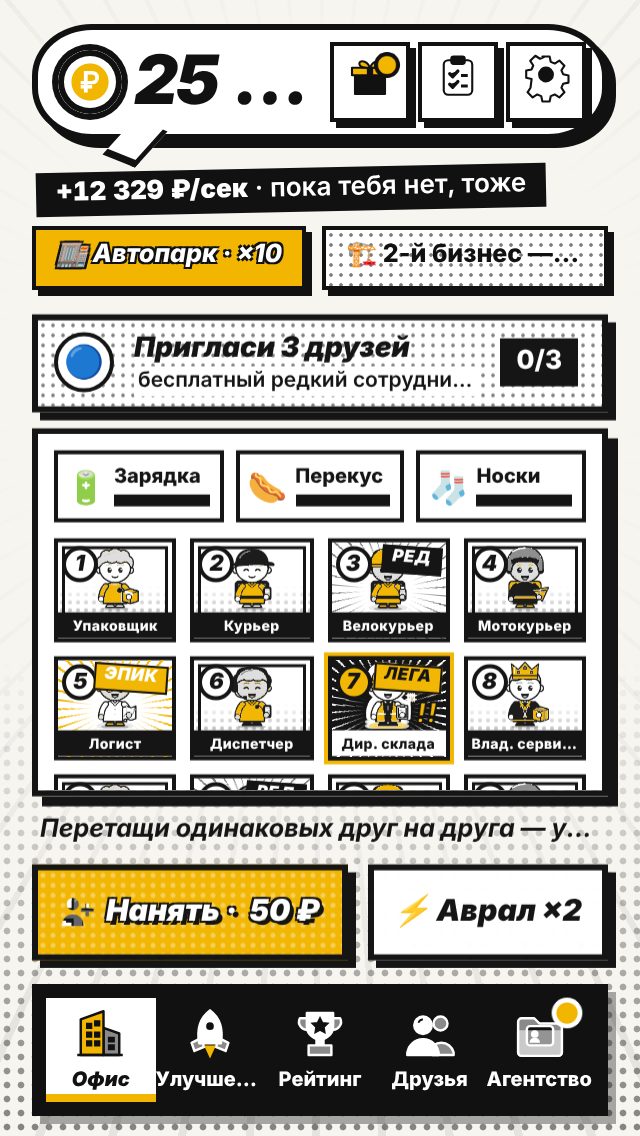 ₽ 25 ...
+12 329 ₽/сек · пока тебя нет, тоже
Автопарк · ×10
2-й бизнес —...
Пригласи 3 друзей
бесплатный редкий сотрудни...
0/3
Зарядка
Перекус
Носки
1
Упаковщик
2
Курьер
3
РЕД
Велокурьер
4
Мотокурьер
5
ЭПИК
Логист
6
Диспетчер
7
ЛЕГА
!!
Дир. склада
8
Влад. серви...
Перетащи одинаковых друг на друга — у...
Нанять · 50 ₽
Аврал ×2
Офис
Улучше...
Рейтинг
Друзья
Агентство